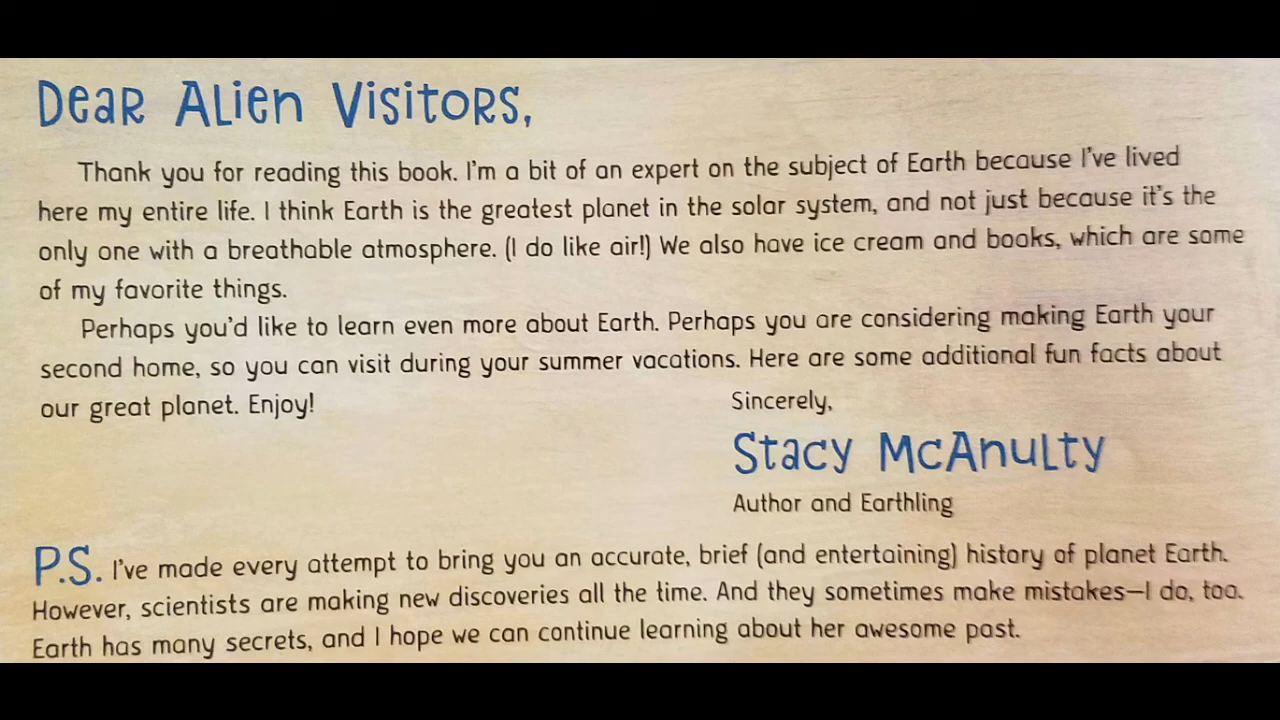 Dear Alien Visitors,
Thank you for reading this book. I'm a bit of an expert on the subject of Earth because I've lived
here my entire life. I think Earth is the greatest planet in the solar system, and not just because it's the
only one with a breathable atmosphere. (I do like air!) We also have ice cream and books, which are some
of my favorite things.
Perhaps you'd like to learn even more about Earth. Perhaps you are considering making Earth your
second home, so you can visit during your summer vacations. Here are some additional fun facts about
our great planet. Enjoy!
Sincerely,
Stacy McAnulty
Author and Earthling
P.S. I've made every attempt to bring you an accurate, brief (and entertaining) history of planet Earth.
However, scientists are making new discoveries all the time. And they sometimes make mistakes—I do, too.
Earth has many secrets, and I hope we can continue learning about her awesome past.